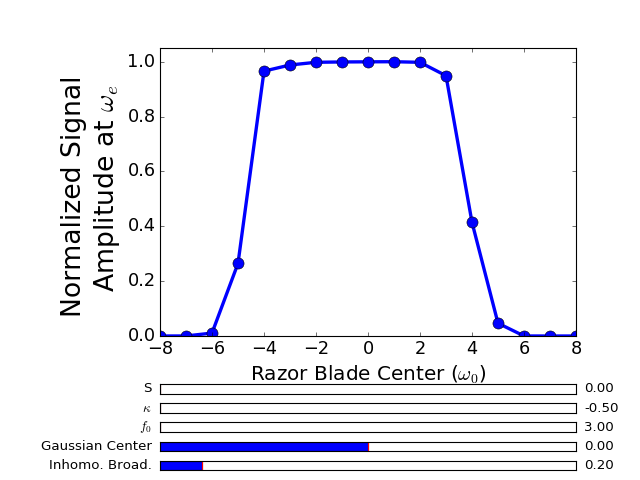 Normalized Signal
Amplitude at ωₑ
1.0
0.8
0.6
0.4
0.2
0.0
−8 −6 −4 −2 0 2 4 6 8
Razor Blade Center (ω₀)
S 0.00
κ -0.50
f₀ 3.00
Gaussian Center 0.00
Inhomo. Broad. 0.20